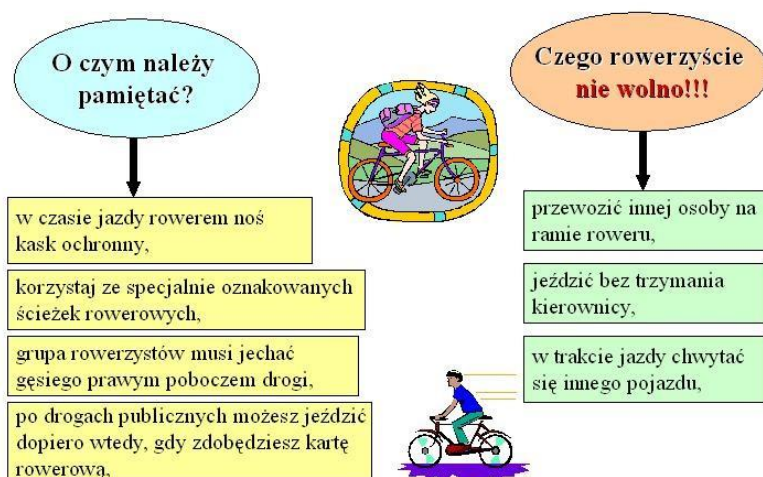 O czym należy
pamiętać?
w czasie jazdy rowerem noś
kask ochronny,
korzystaj ze specjalnie oznakowanych
ścieżek rowerowych,
grupa rowerzystów musi jechać
gęsiego prawym poboczem drogi,
po drogach publicznych możesz jeździć
dopiero wtedy, gdy zdobędziesz kartę
rowerową,
Czego rowerzyście
nie wolno!!!
przewozić innej osoby na
ramie roweru,
jeździć bez trzymania
kierownicy,
w trakcie jazdy chwytać
się innego pojazdu,